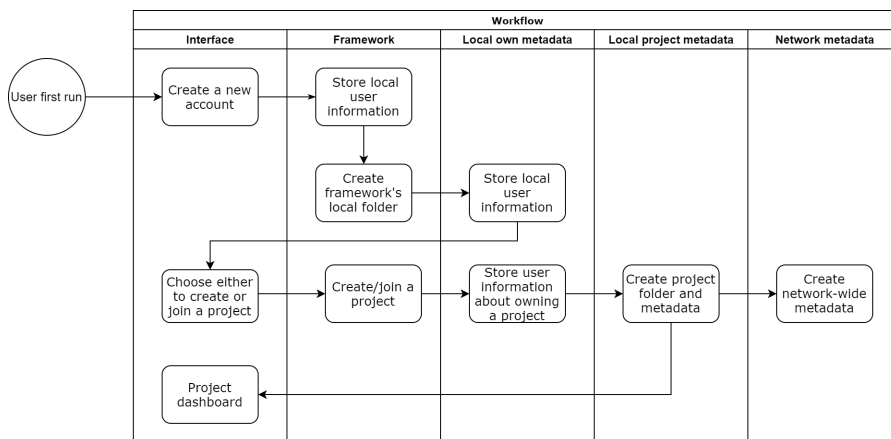 Workflow
Interface
Framework
Local own metadata
Local project metadata
Network metadata
User first run
Create a new
account
Store local
user
information
Create
framework's
local folder
Store local
user
information
Choose either
to create or
join a project
Create/join a
project
Store user
information
about owning
a project
Create project
folder and
metadata
Create
network-wide
metadata
Project
dashboard